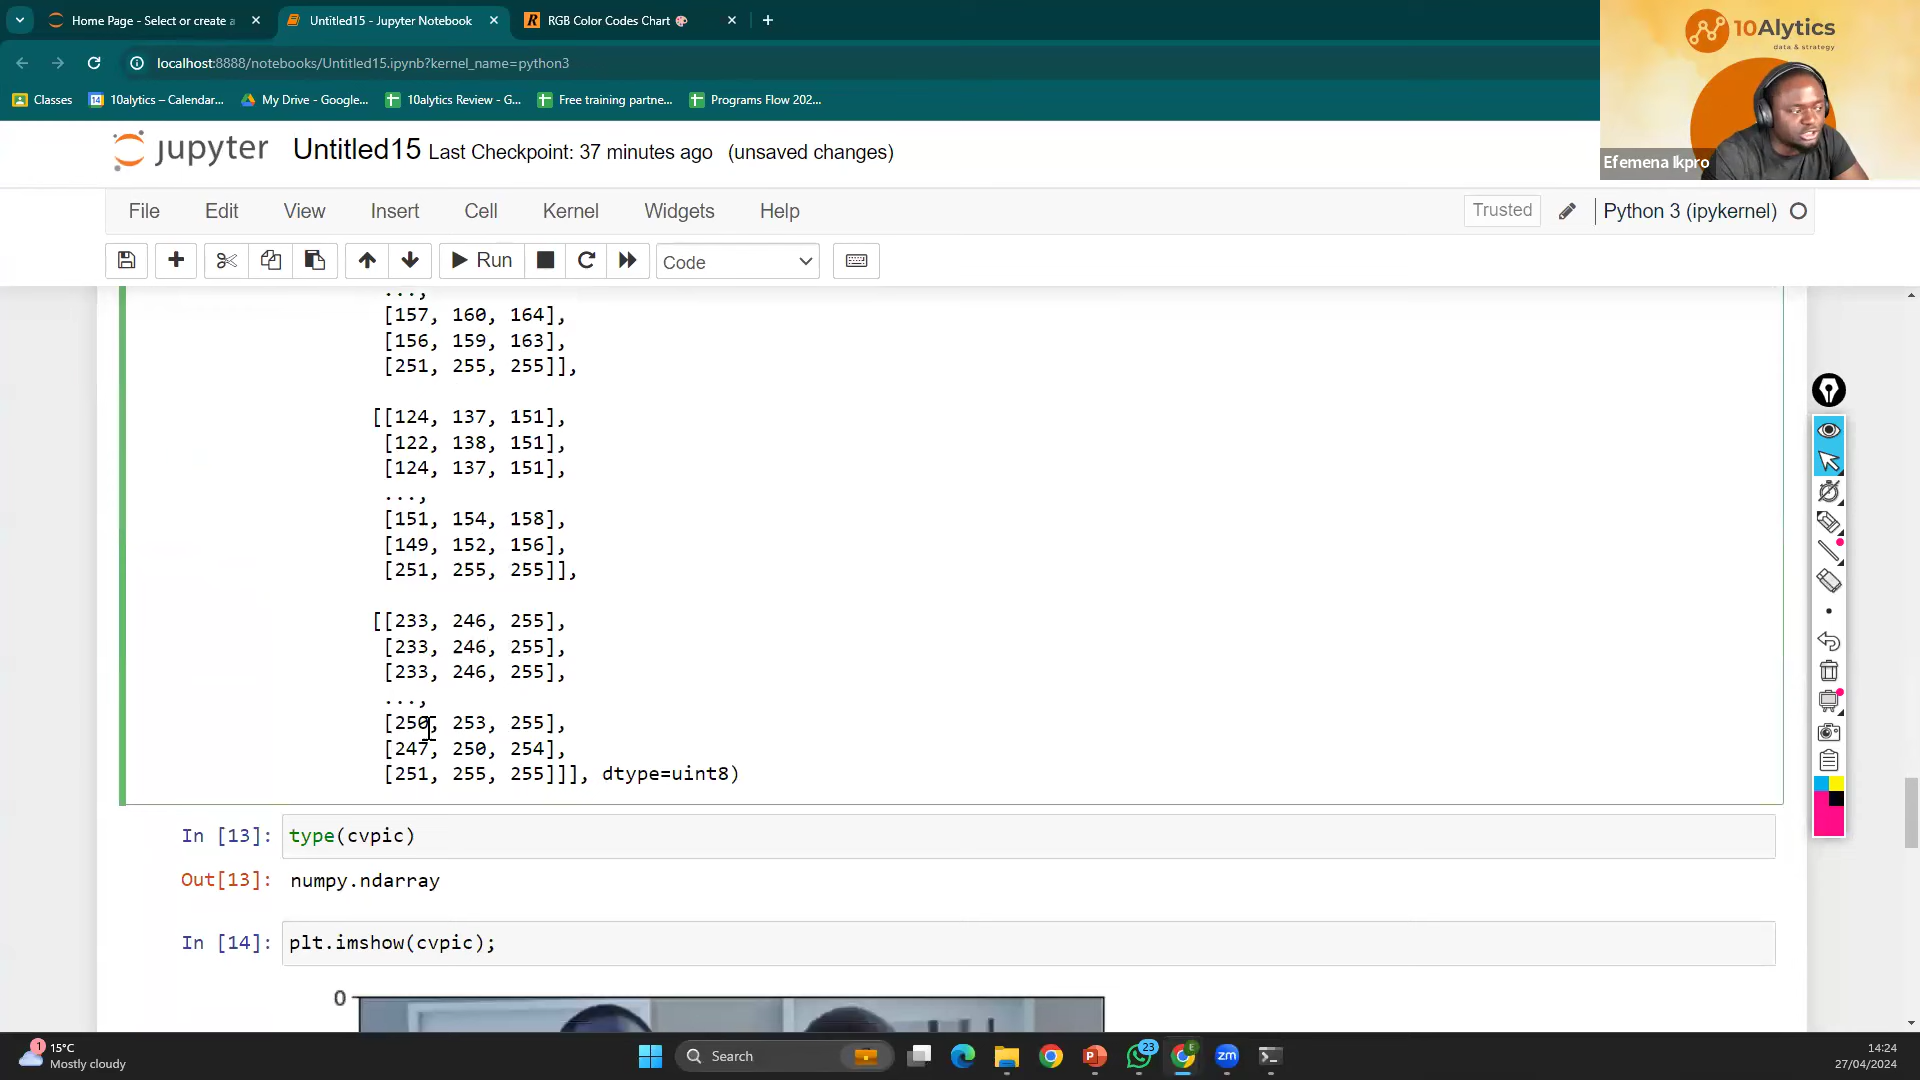 Home Page - Select or create a
Untitled15 - Jupyter Notebook
RGB Color Codes Chart 🎨
localhost:8888/notebooks/Untitled15.ipynb?kernel_name=python3
Classes
10alytics – Calendar...
My Drive - Google...
10alytics Review - G...
Free training partne...
Programs Flow 202...
10Alytics
data & strategy
Efemena Ikpro
jupyter
Untitled15 Last Checkpoint: 37 minutes ago (unsaved changes)
File Edit View Insert Cell Kernel Widgets Help
Trusted
Python 3 (ipykernel)
Run
Code
...,
[157, 160, 164],
[156, 159, 163],
[251, 255, 255]],
[[124, 137, 151],
[122, 138, 151],
[124, 137, 151],
...,
[151, 154, 158],
[149, 152, 156],
[251, 255, 255]],
[[233, 246, 255],
[233, 246, 255],
[233, 246, 255],
...,
[250, 253, 255],
[247, 250, 254],
[251, 255, 255]]], dtype=uint8)
In [13]: type(cvpic)
Out[13]: numpy.ndarray
In [14]: plt.imshow(cvpic);
0
1
15°C
Mostly cloudy
Search
23
E
zm
14:24
27/04/2024